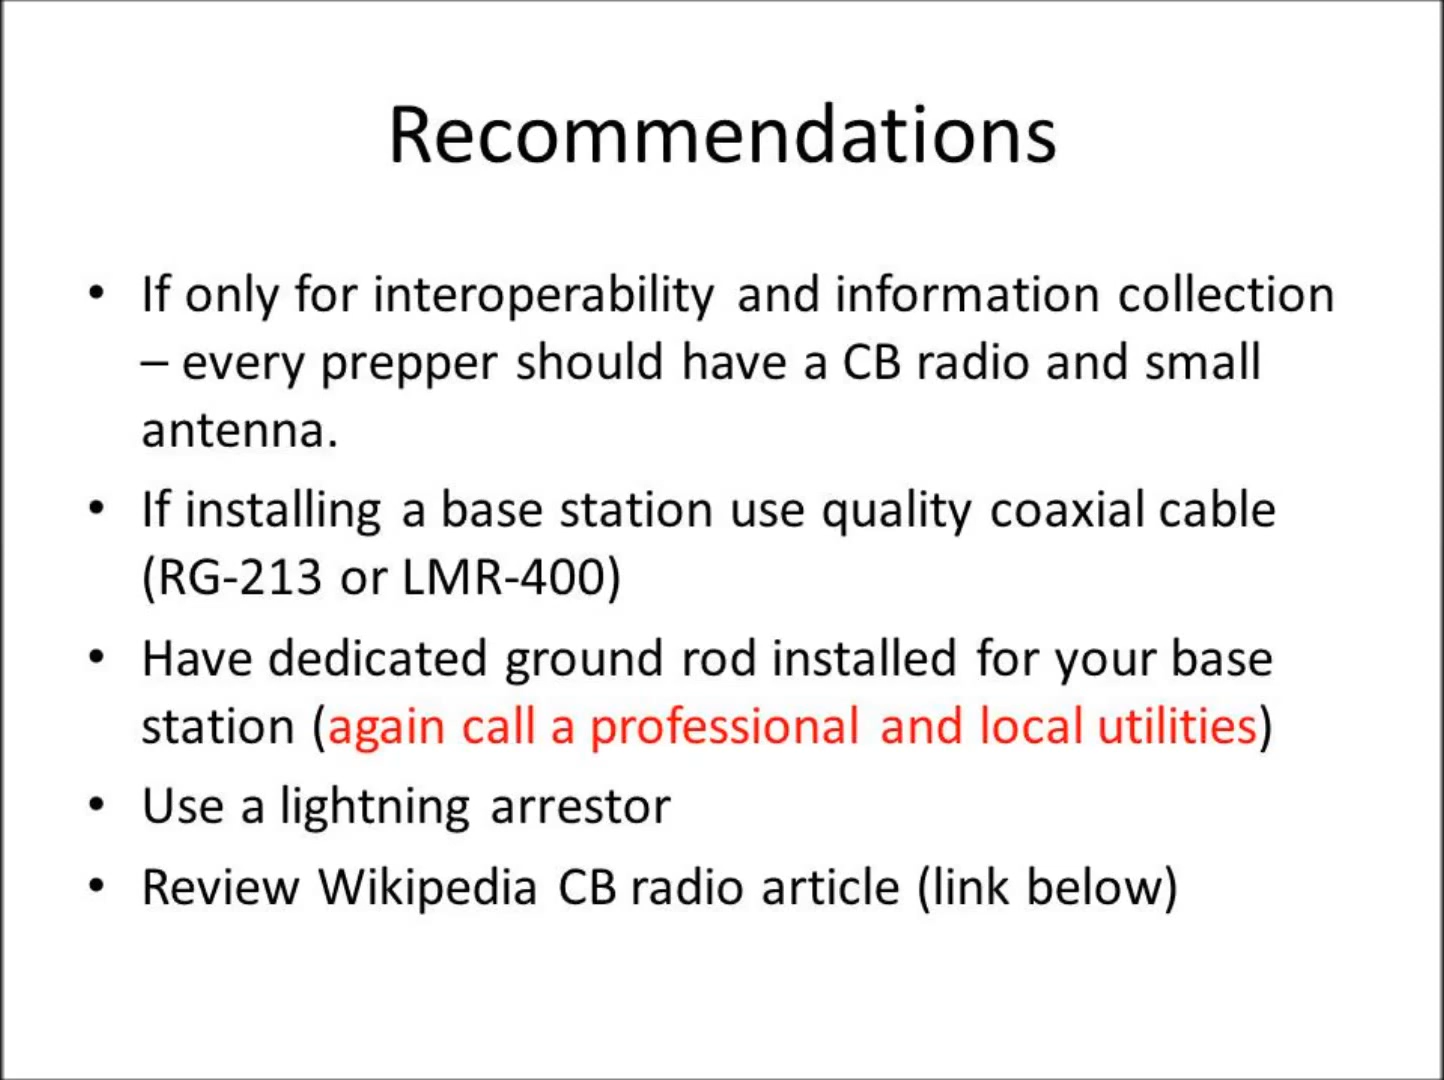 Recommendations
• If only for interoperability and information collection
– every prepper should have a CB radio and small
antenna.
• If installing a base station use quality coaxial cable
(RG-213 or LMR-400)
• Have dedicated ground rod installed for your base
station (again call a professional and local utilities)
• Use a lightning arrestor
• Review Wikipedia CB radio article (link below)